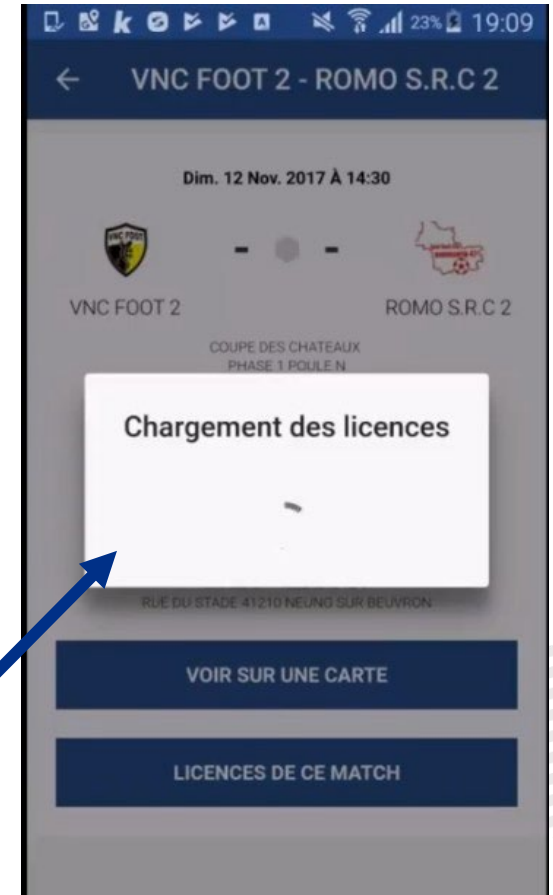 23% 19:09
VNC FOOT 2 - ROMO S.R.C 2
Dim. 12 Nov. 2017 À 14:30
VNC FOOT
- -
VNC FOOT 2 ROMO S.R.C 2
COUPE DES CHATEAUX
PHASE 1 POULE N
Chargement des licences
RUE DU STADE 41210 NEUNG SUR BEUVRON
VOIR SUR UNE CARTE
LICENCES DE CE MATCH